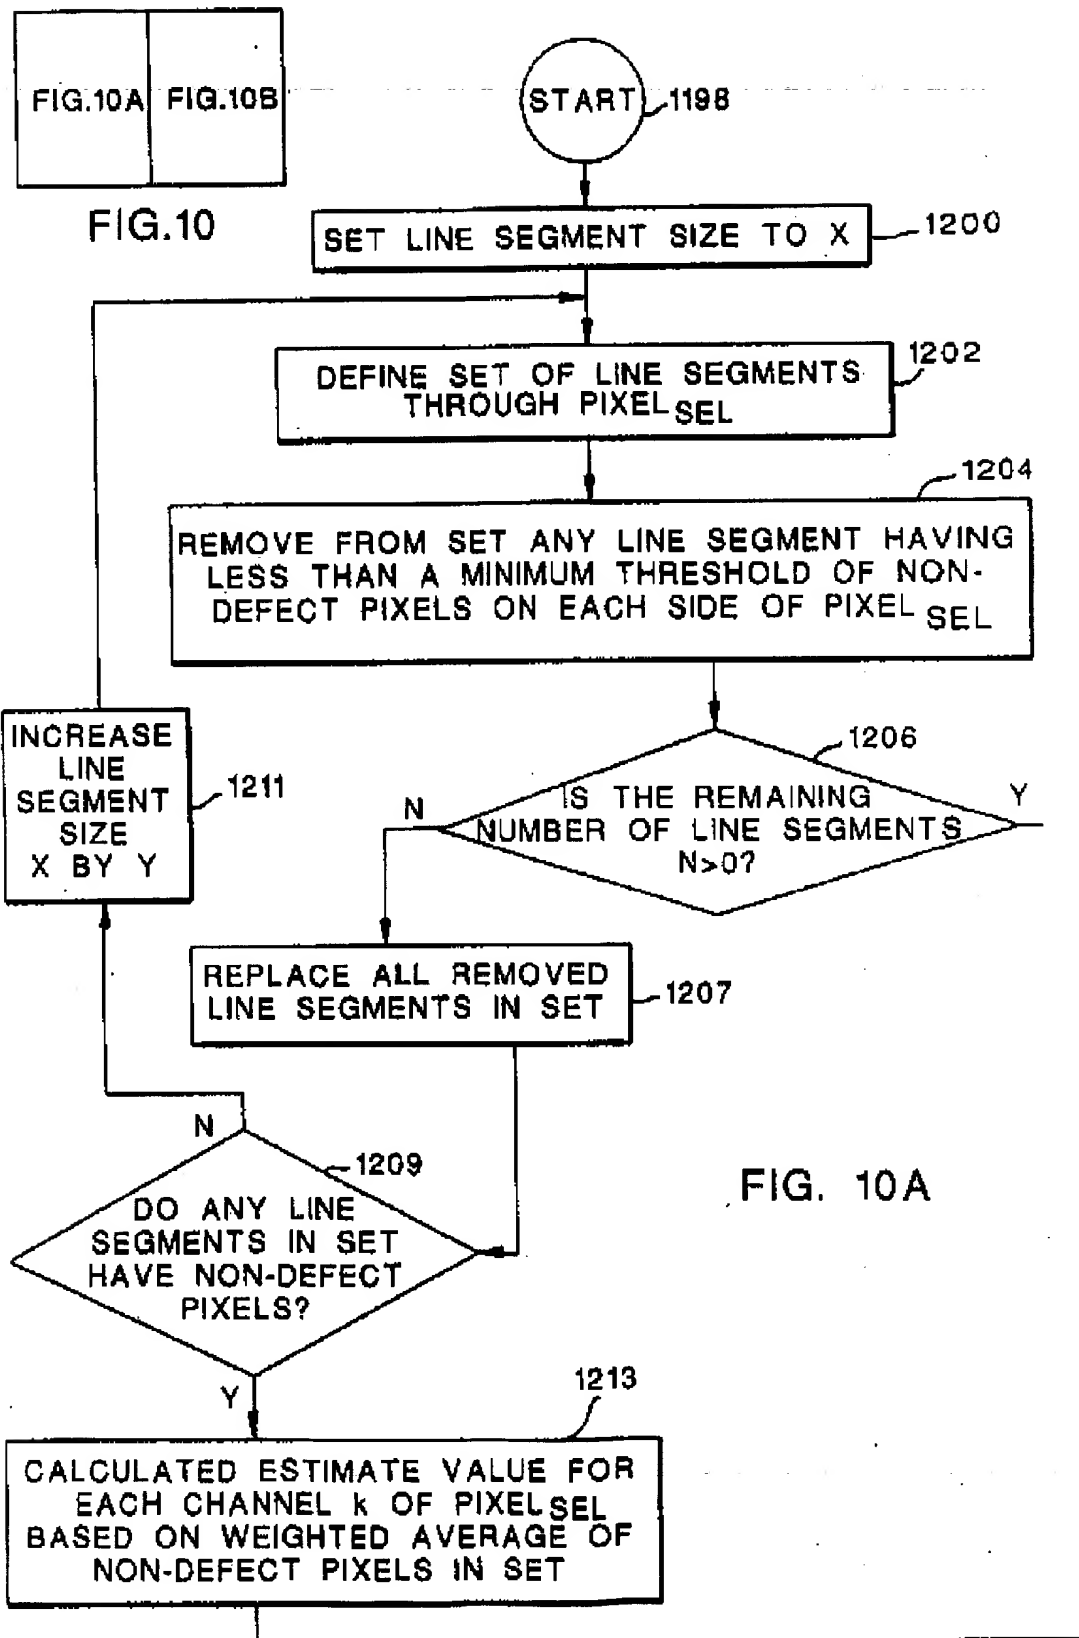 FIG.10A FIG.10B
FIG.10
START
1198
SET LINE SEGMENT SIZE TO X
1200
DEFINE SET OF LINE SEGMENTS
THROUGH PIXEL SEL
1202
1204
REMOVE FROM SET ANY LINE SEGMENT HAVING
LESS THAN A MINIMUM THRESHOLD OF NON-
DEFECT PIXELS ON EACH SIDE OF PIXEL SEL
1206
IS THE REMAINING
NUMBER OF LINE SEGMENTS
N>0?
N
Y
INCREASE
LINE
SEGMENT
SIZE
X BY Y
1211
REPLACE ALL REMOVED
LINE SEGMENTS IN SET
1207
N
1209
DO ANY LINE
SEGMENTS IN SET
HAVE NON-DEFECT
PIXELS?
Y
FIG. 10A
1213
CALCULATED ESTIMATE VALUE FOR
EACH CHANNEL k OF PIXEL SEL
BASED ON WEIGHTED AVERAGE OF
NON-DEFECT PIXELS IN SET